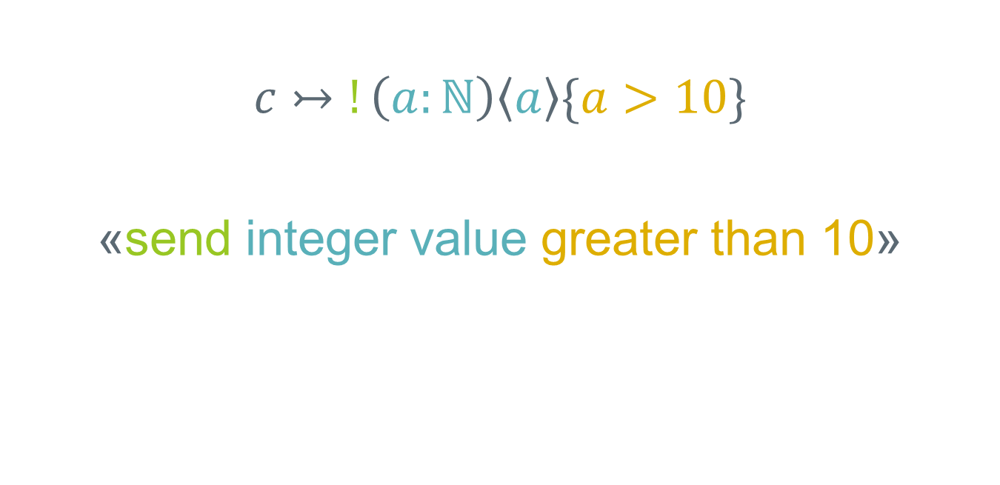 c ↣ ! (a: ℕ)⟨a⟩{a > 10}
«send integer value greater than 10»